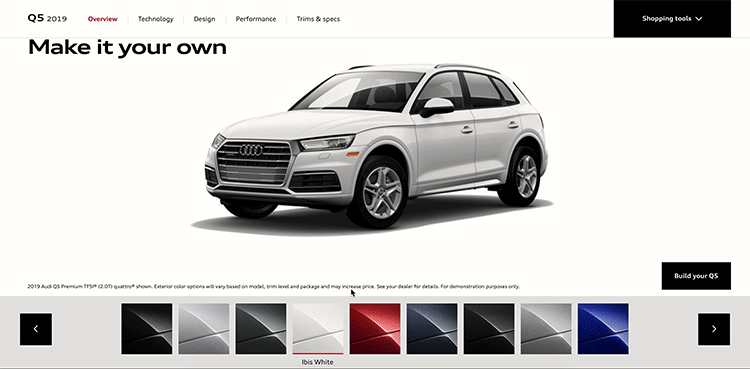 Q5 2019
Overview
Technology
Design
Performance
Trims & specs
Shopping tools
Make it your own
Build your Q5
2019 Audi Q5 Premium TFSI® (2.0T) quattro® shown. Exterior color options will vary based on model, trim level and package and may increase price. See your dealer for details. For demonstration purposes only.
Ibis White